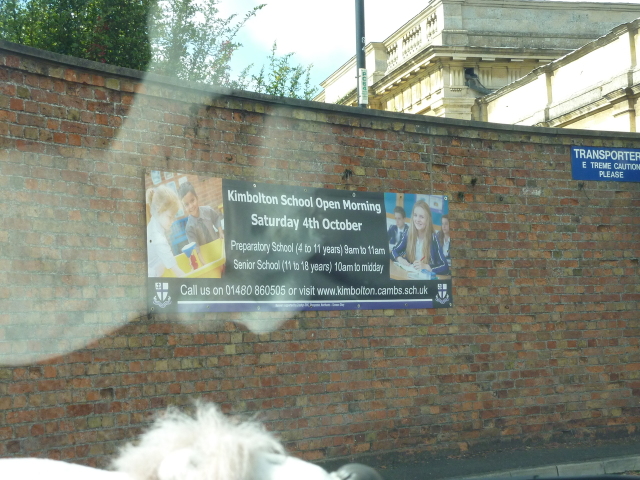 Kimbolton School Open Morning
Saturday 4th October
Preparatory School (4 to 11 years) 9am to 11am
Senior School (11 to 18 years) 10am to midday
Call us on 01480 860505 or visit www.kimbolton.cambs.sch.uk
TRANSPORTER
E TREME CAUTION
PLEASE